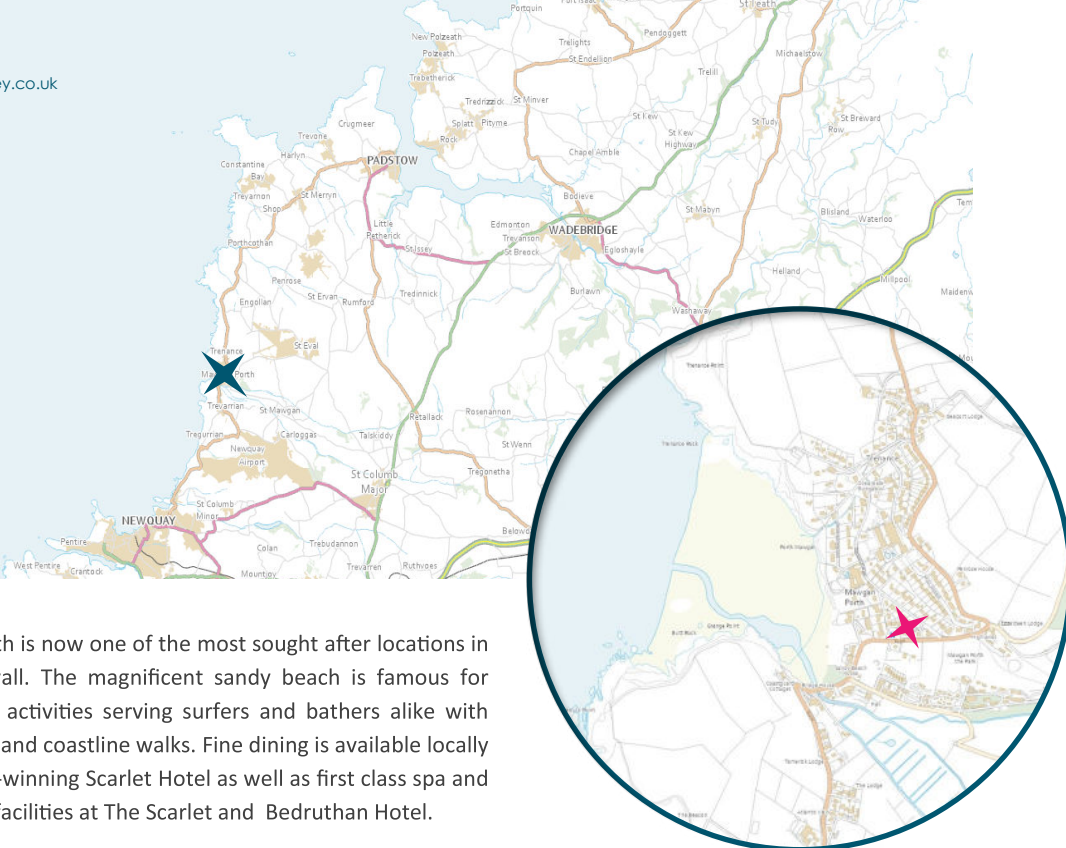 Portquin
St Teath
New Polzeath
Pendoggett
Trelights
Polzeath
Michaelstow
St Endellion
Trebetherick
Trelill
ey.co.uk
Tredrizzick
St Minver
Crugmeer
Splatt
Pityme
St Kew
St Breward
Row
St Tudy
Trevone
Rock
St Kew
Highway
Harlyn
Chapel Amble
Constantine
Bay
PADSTOW
Treyarnon
St Merryn
Bodieve
Shop
St Mabyn
Blisland
Waterloo
Tem
Little
Petherick
Edmonton
WADEBRIDGE
Trevanson
Porthcothan
St Issey
St Breock
Egloshayle
Helland
Millpool
Penrose
Engollan
St Ervan
Rumford
Tredinnick
Burlawn
Maidenw
Washaway
St Eval
Trenance
Porth
Mou
Trenance Point
Trevarrian
St Mawgan
Retallack
Rosenannon
Tregurrian
Carloggas
Talskiddy
St Wenn
Newquay
Airport
Trenance
Tregonetha
St Columb
Major
St Columb
Minor
NEWQUAY
Below
Pentire
Colan
Trebudannon
West Pentire
Crantock
Mountjoy
Trevarren
Ruthvoes
Mawgan
Porth
th is now one of the most sought after locations in
all. The magnificent sandy beach is famous for
activities serving surfers and bathers alike with
and coastline walks. Fine dining is available locally
-winning Scarlet Hotel as well as first class spa and
facilities at The Scarlet and Bedruthan Hotel.